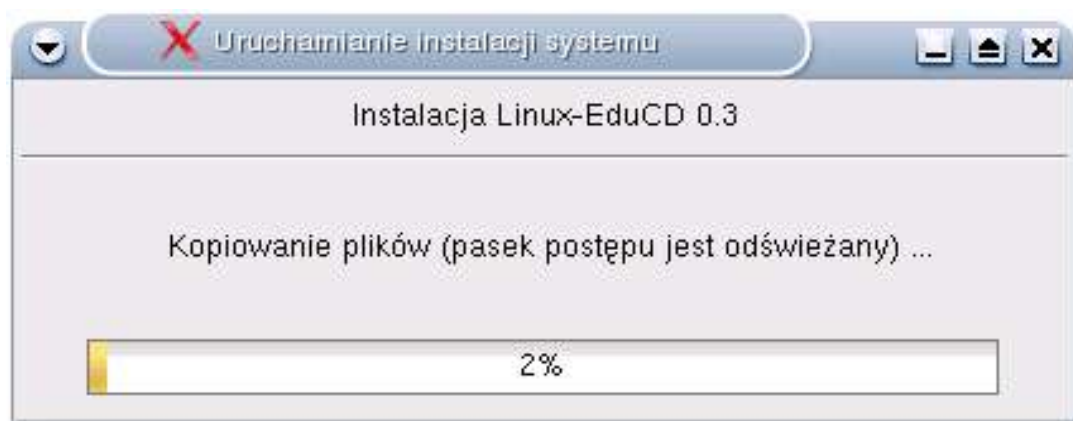 Uruchamianie instalacji systemu
Instalacja Linux-EduCD 0.3
Kopiowanie plików (pasek postępu jest odświeżany) ...
2%